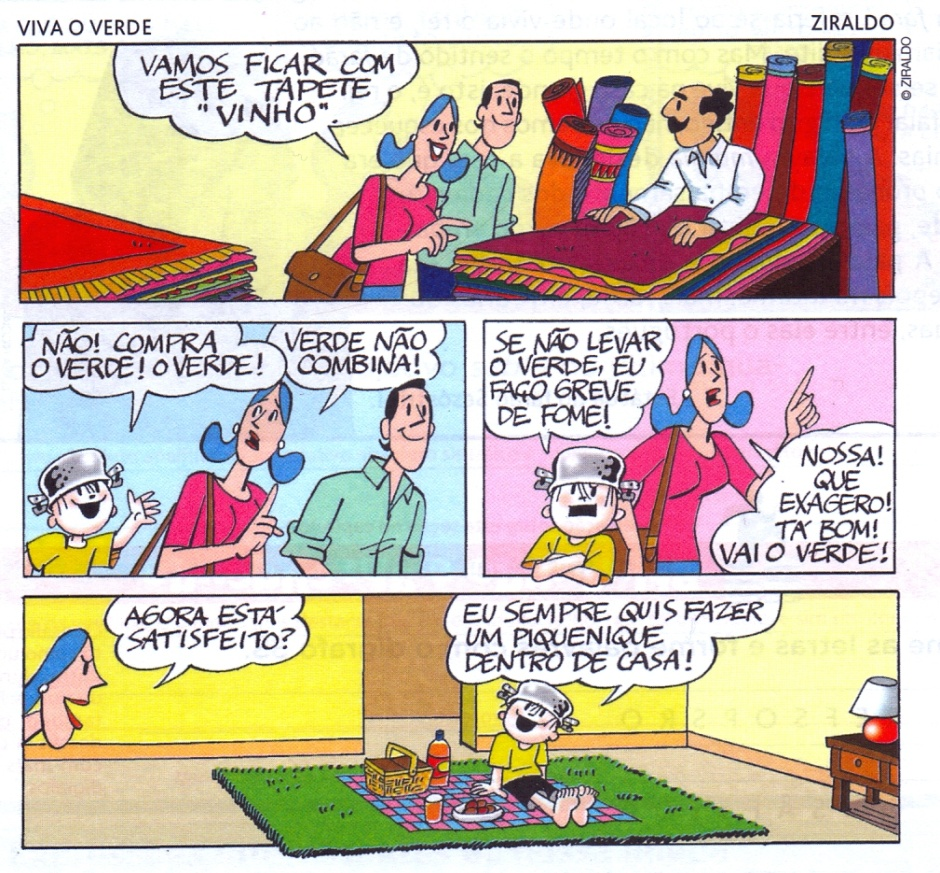 VIVA O VERDE
ZIRALDO
© ZIRALDO
VAMOS FICAR COM
ESTE TAPETE
"VINHO".
NÃO! COMPRA
O VERDE! O VERDE!
VERDE NÃO
COMBINA!
SE NÃO LEVAR
O VERDE, EU
FAÇO GREVE
DE FOME!
NOSSA!
QUE
EXAGERO!
TÁ BOM!
VAI O VERDE!
AGORA ESTÁ
SATISFEITO?
EU SEMPRE QUIS FAZER
UM PIQUENIQUE
DENTRO DE CASA!